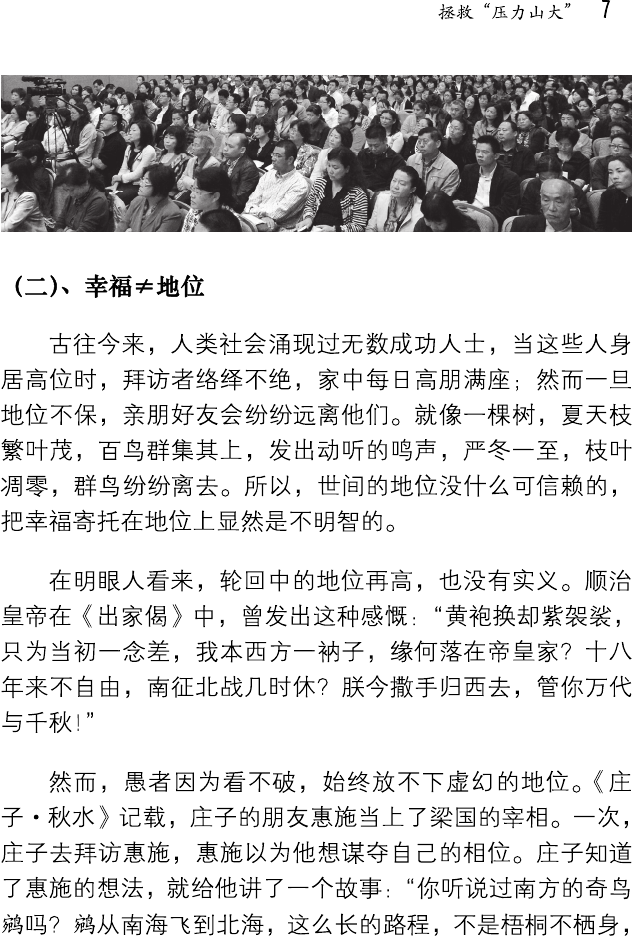 拯救“压力山大” 7
(二)、幸福≠地位
古往今来，人类社会涌现过无数成功人士，当这些人身
居高位时，拜访者络绎不绝，家中每日高朋满座；然而一旦
地位不保，亲朋好友会纷纷远离他们。就像一棵树，夏天枝
繁叶茂，百鸟群集其上，发出动听的鸣声，严冬一至，枝叶
凋零，群鸟纷纷离去。所以，世间的地位没什么可信赖的，
把幸福寄托在地位上显然是不明智的。
在明眼人看来，轮回中的地位再高，也没有实义。顺治
皇帝在《出家偈》中，曾发出这种感慨：“黄袍换却紫袈裟，
只为当初一念差，我本西方一衲子，缘何落在帝皇家？十八
年来不自由，南征北战几时休？朕今撒手归西去，管你万代
与千秋！”
然而，愚者因为看不破，始终放不下虚幻的地位。《庄
子·秋水》记载，庄子的朋友惠施当上了梁国的宰相。一次，
庄子去拜访惠施，惠施以为他想谋夺自己的相位。庄子知道
了惠施的想法，就给他讲了一个故事：“你听说过南方的奇鸟
鹓吗？鹓从南海飞到北海，这么长的路程，不是梧桐不栖身，